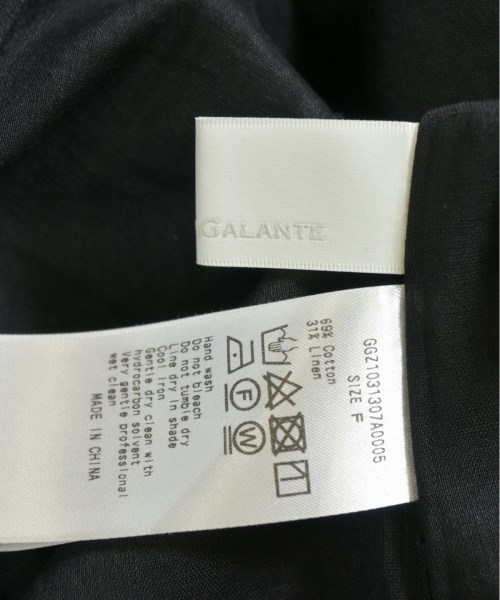 GALANTE
GGZ1031307A0005
SIZE F
69% Cotton
31% Linen
Hand wash
Do not bleach
Do not tumble dry
Line dry in shade
Cool iron
Gentle dry clean with
hydrocarbon solvent
Very gentle professional
wet clean
MADE IN CHINA
F
W